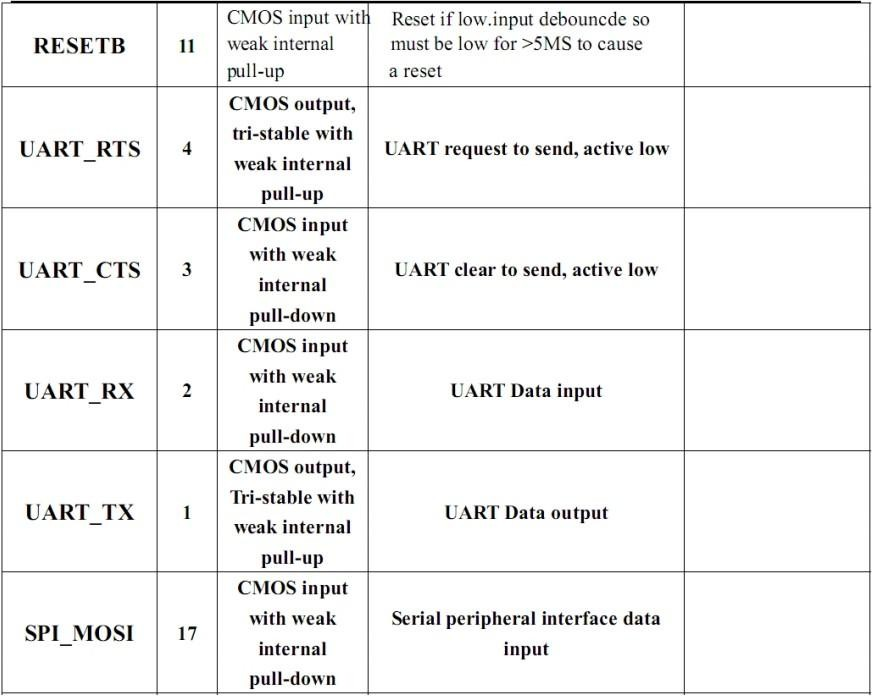 RESETB
11
CMOS input with
weak internal
pull-up
Reset if low.input debouncde so
must be low for >5MS to cause
a reset
UART_RTS
4
CMOS output,
tri-stable with
weak internal
pull-up
UART request to send, active low
UART_CTS
3
CMOS input
with weak
internal
pull-down
UART clear to send, active low
UART_RX
2
CMOS input
with weak
internal
pull-down
UART Data input
UART_TX
1
CMOS output,
Tri-stable with
weak internal
pull-up
UART Data output
SPI_MOSI
17
CMOS input
with weak
internal
pull-down
Serial peripheral interface data
input